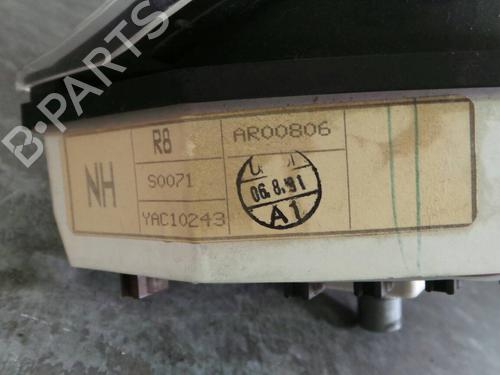 B-PARTS
NH
R8
S0071
YAC10243
AR00806
06.8.91
A1